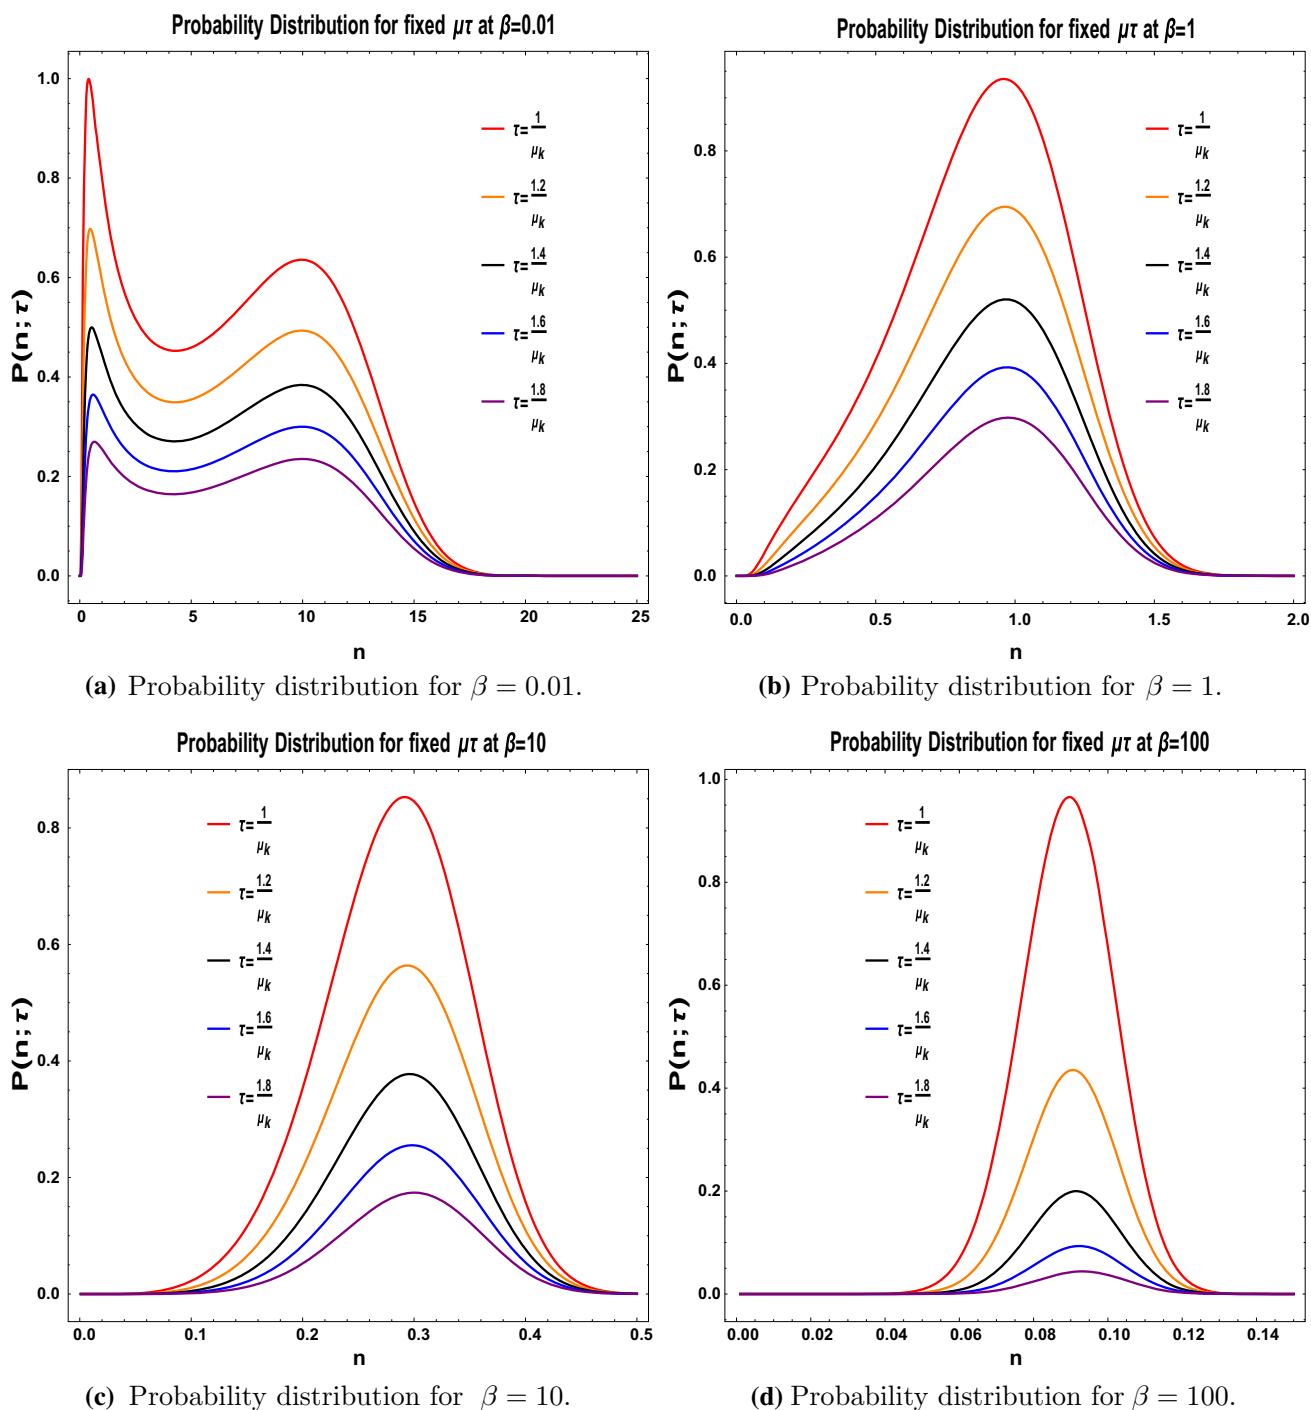 Probability Distribution for fixed μτ at β=0.01
P(n;τ)
1.0
0.8
0.6
0.4
0.2
0.0
τ= 1/μk
τ= 1.2/μk
τ= 1.4/μk
τ= 1.6/μk
τ= 1.8/μk
0 5 10 15 20 25
n
(a) Probability distribution for β = 0.01.
Probability Distribution for fixed μτ at β=1
P(n;τ)
0.8
0.6
0.4
0.2
0.0
τ= 1/μk
τ= 1.2/μk
τ= 1.4/μk
τ= 1.6/μk
τ= 1.8/μk
0.0 0.5 1.0 1.5 2.0
n
(b) Probability distribution for β = 1.
Probability Distribution for fixed μτ at β=10
P(n;τ)
0.8
0.6
0.4
0.2
0.0
τ= 1/μk
τ= 1.2/μk
τ= 1.4/μk
τ= 1.6/μk
τ= 1.8/μk
0.0 0.1 0.2 0.3 0.4 0.5
n
(c) Probability distribution for β = 10.
Probability Distribution for fixed μτ at β=100
P(n;τ)
1.0
0.8
0.6
0.4
0.2
0.0
τ= 1/μk
τ= 1.2/μk
τ= 1.4/μk
τ= 1.6/μk
τ= 1.8/μk
0.00 0.02 0.04 0.06 0.08 0.10 0.12 0.14
n
(d) Probability distribution for β = 100.